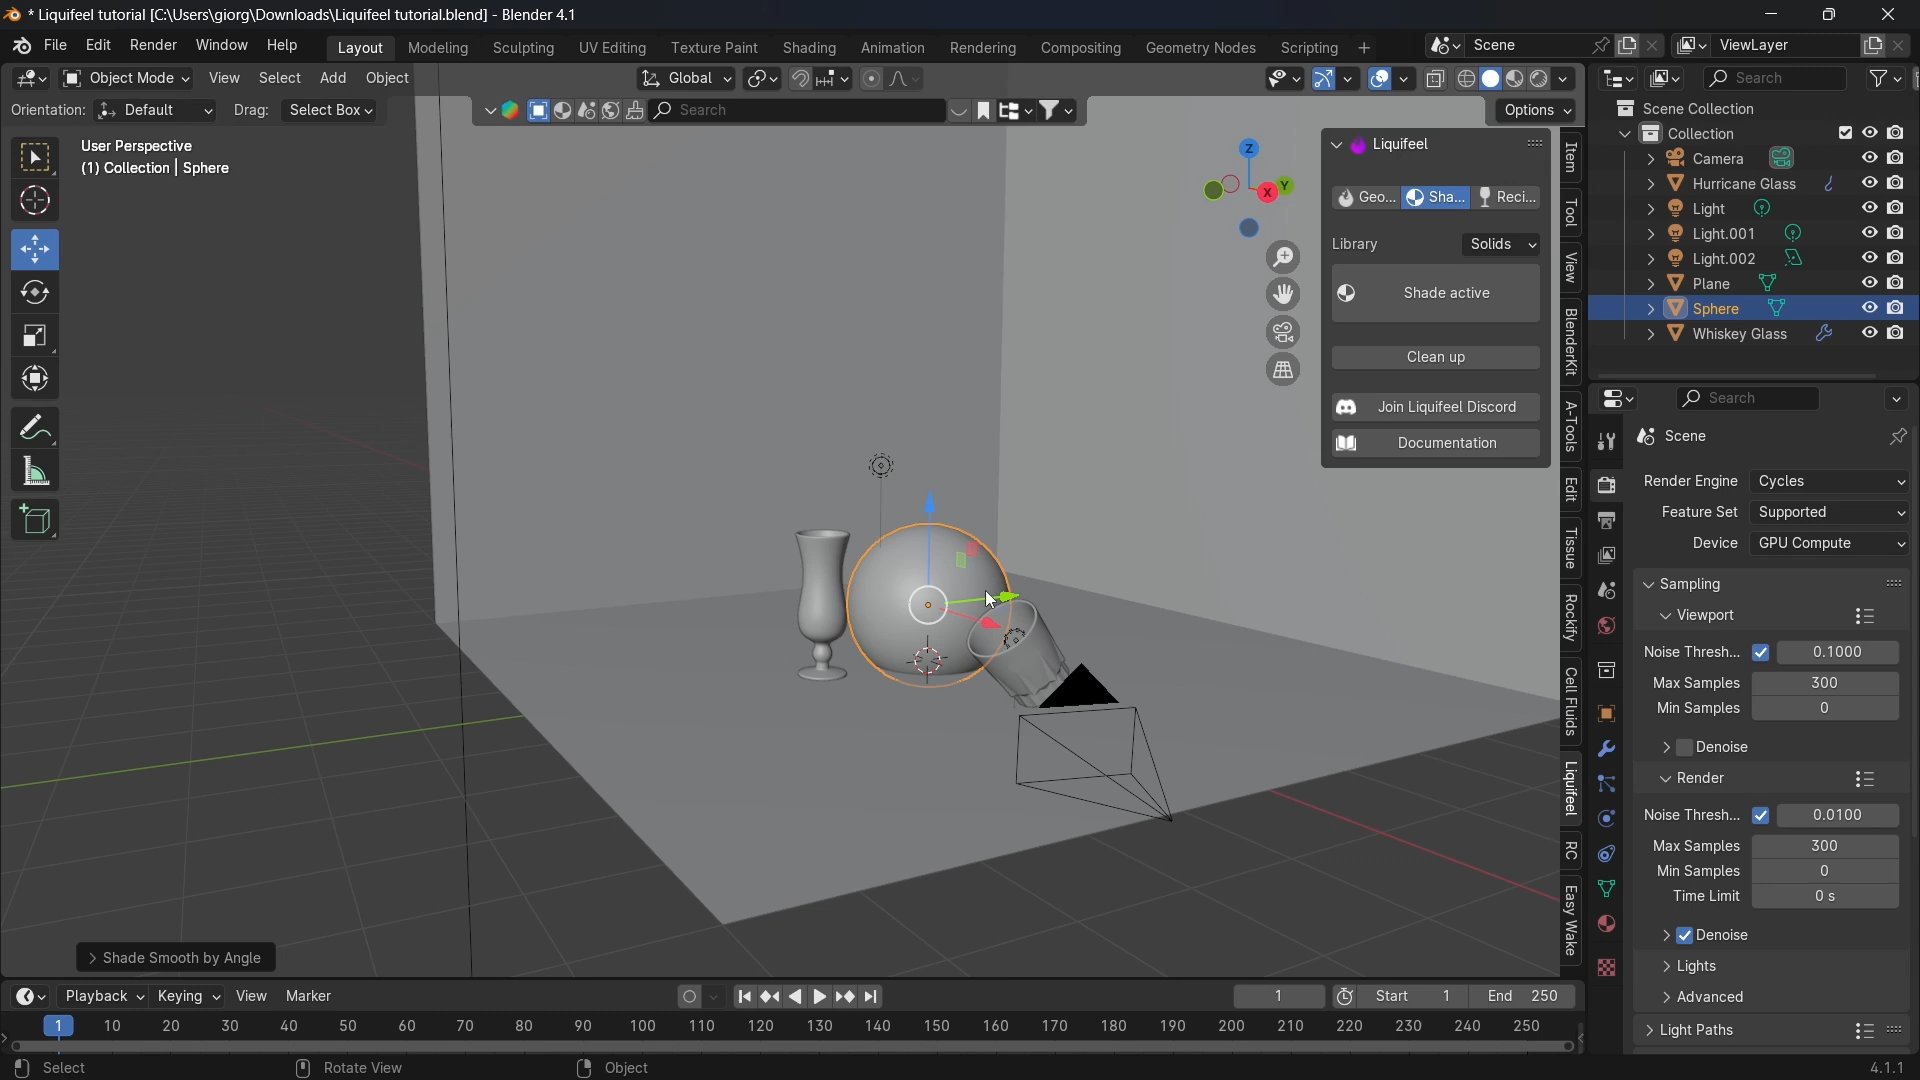 * Liquifeel tutorial [C:\Users\giorg\Downloads\Liquifeel tutorial.blend] - Blender 4.1
File Edit Render Window Help Layout Modeling Sculpting UV Editing Texture Paint Shading Animation Rendering Compositing Geometry Nodes Scripting + Scene ViewLayer
Object Mode View Select Add Object Global Search
Orientation: Default Drag: Select Box Search Options
User Perspective
(1) Collection | Sphere
Z
Y
X
Liquifeel
Geo... Sha... Reci...
Library Solids
Shade active
Clean up
Join Liquifeel Discord
Documentation
Item
Tool
View
BlenderKit
A-Tools
Edit
Tissue
Rockify
Cell Fluids
Liquifeel
RC
Easy Wake
Scene Collection
Collection
Camera
Hurricane Glass
Light
Light.001
Light.002
Plane
Sphere
Whiskey Glass
Search
Scene
Render Engine Cycles
Feature Set Supported
Device GPU Compute
Sampling
Viewport
Noise Thresh... 0.1000
Max Samples 300
Min Samples 0
Denoise
Render
Noise Thresh... 0.0100
Max Samples 300
Min Samples 0
Time Limit 0 s
Denoise
Lights
Advanced
Light Paths
Shade Smooth by Angle
Playback Keying View Marker 1 Start 1 End 250
1 10 20 30 40 50 60 70 80 90 100 110 120 130 140 150 160 170 180 190 200 210 220 230 240 250
Select Rotate View Object 4.1.1